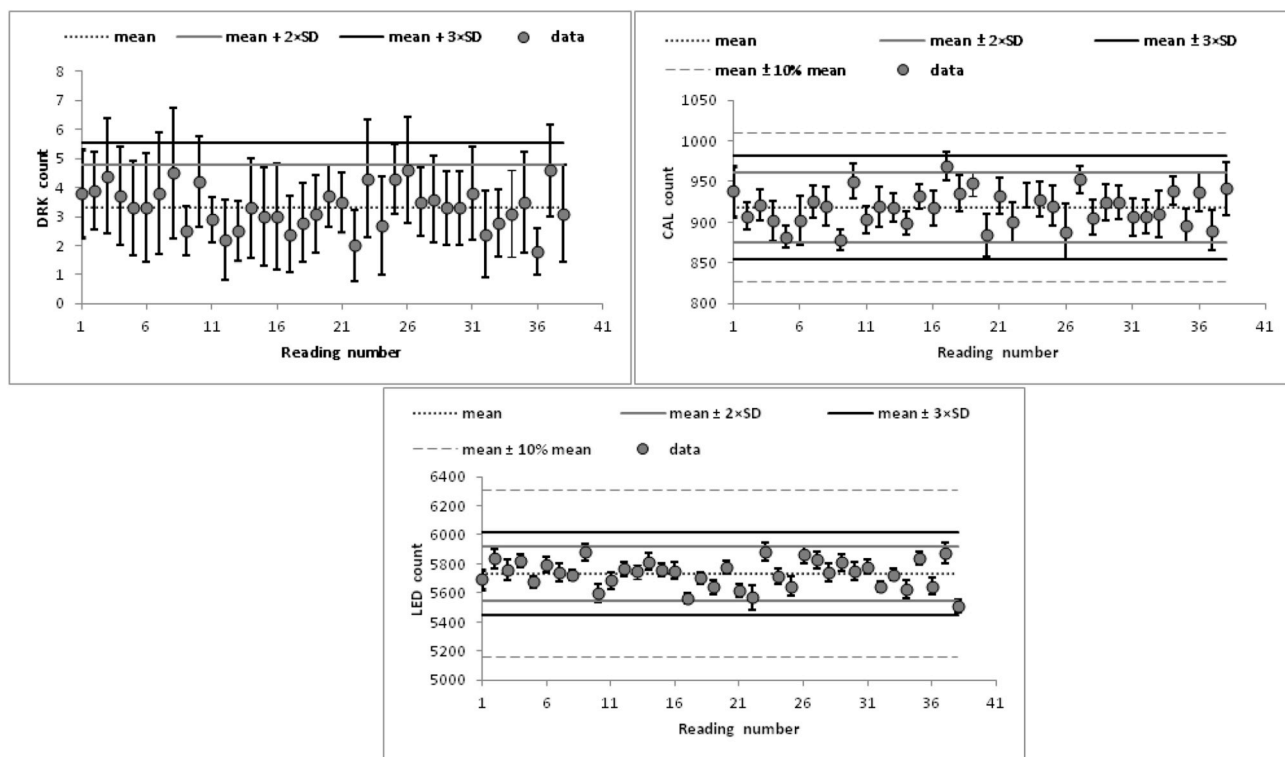 mean mean + 2×SD mean + 3×SD data
DRK count
8
7
6
5
4
3
2
1
0
1 6 11 16 21 26 31 36 41
Reading number
mean mean ± 2×SD mean ± 3×SD
mean ± 10% mean data
CAL count
1050
1000
950
900
850
800
1 6 11 16 21 26 31 36 41
Reading number
mean mean ± 2×SD mean ± 3×SD
mean ± 10% mean data
LED count
6400
6200
6000
5800
5600
5400
5200
5000
1 6 11 16 21 26 31 36 41
Reading number